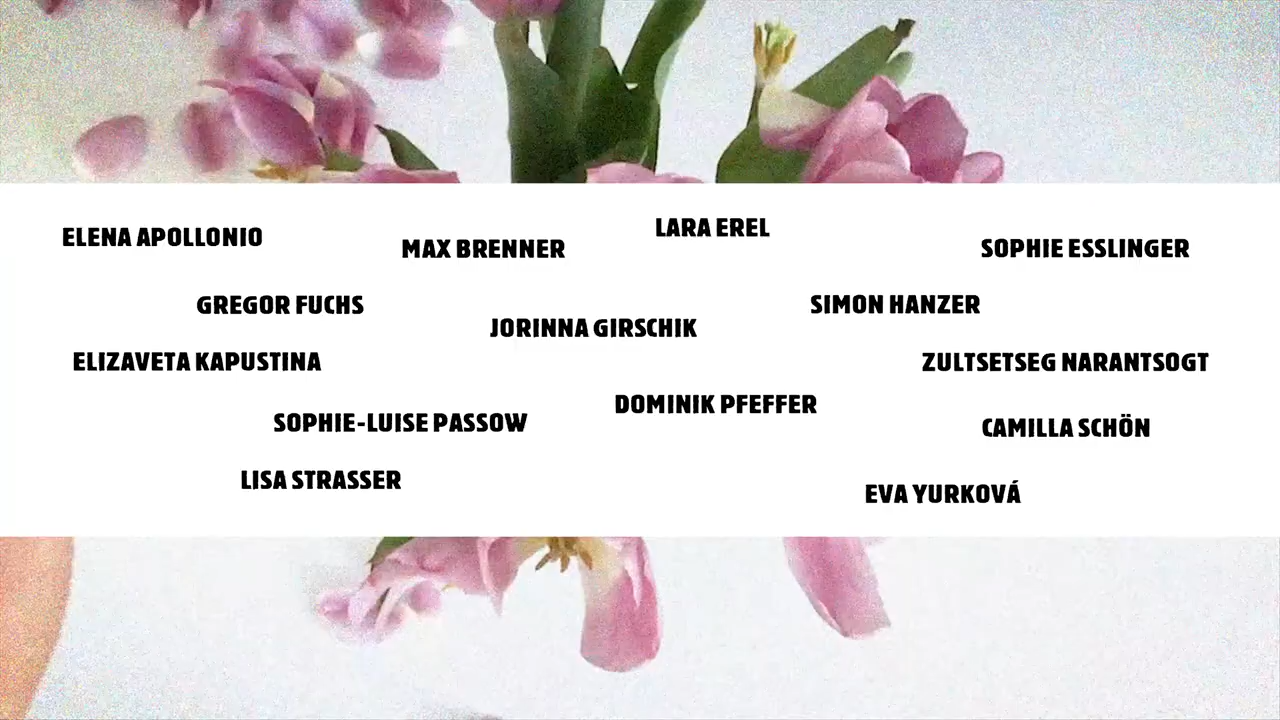 ELENA APOLLONIO
MAX BRENNER
LARA EREL
SOPHIE ESSLINGER
GREGOR FUCHS
JORINNA GIRSCHIK
SIMON HANZER
ELIZAVETA KAPUSTINA
ZULTSETSEG NARANTSOGT
SOPHIE-LUISE PASSOW
DOMINIK PFEFFER
CAMILLA SCHÖN
LISA STRASSER
EVA YURKOVÁ